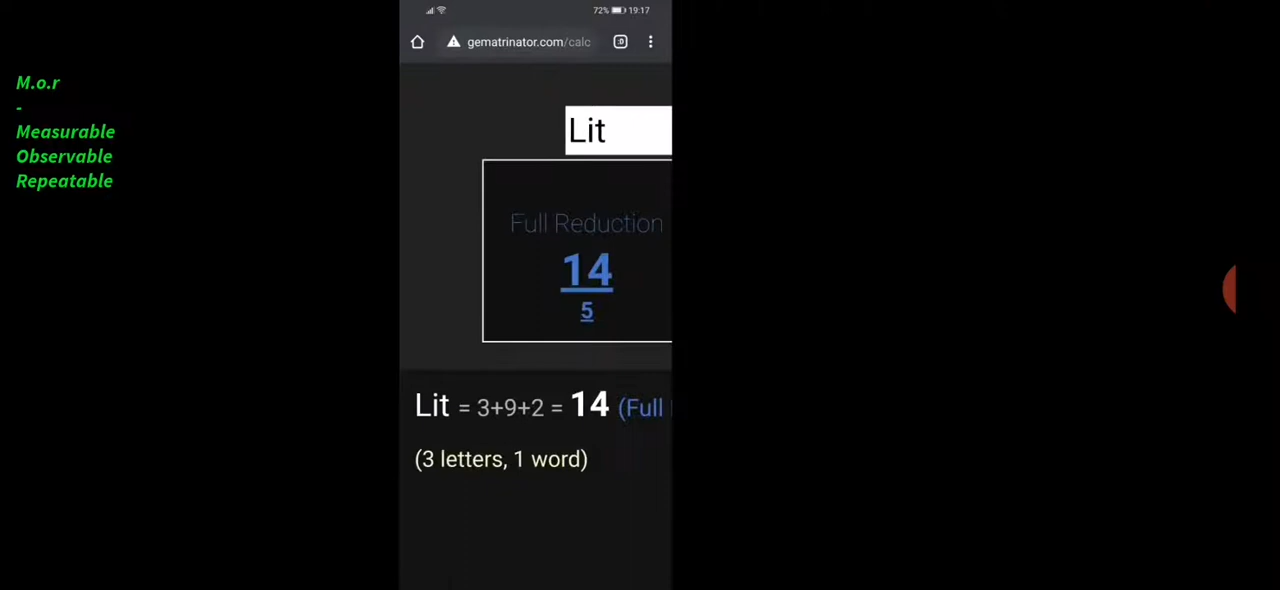 M.o.r
-
Measurable
Observable
Repeatable
72% 19:17
gematrinator.com/calc
:0
Lit
Full Reduction
14
5
Lit = 3+9+2 = 14 (Full
(3 letters, 1 word)